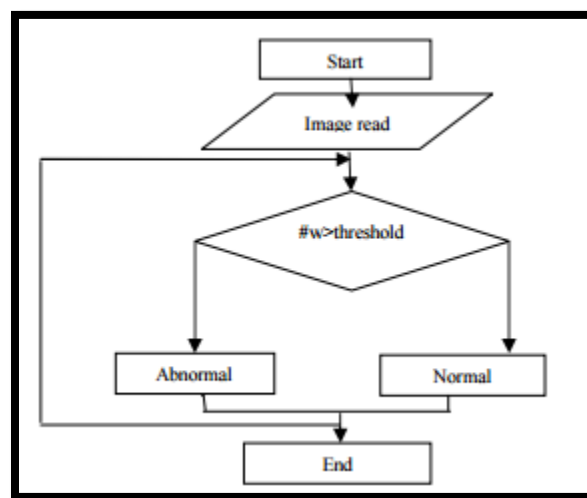 Start
Image read
#w>threshold
Abnormal
Normal
End